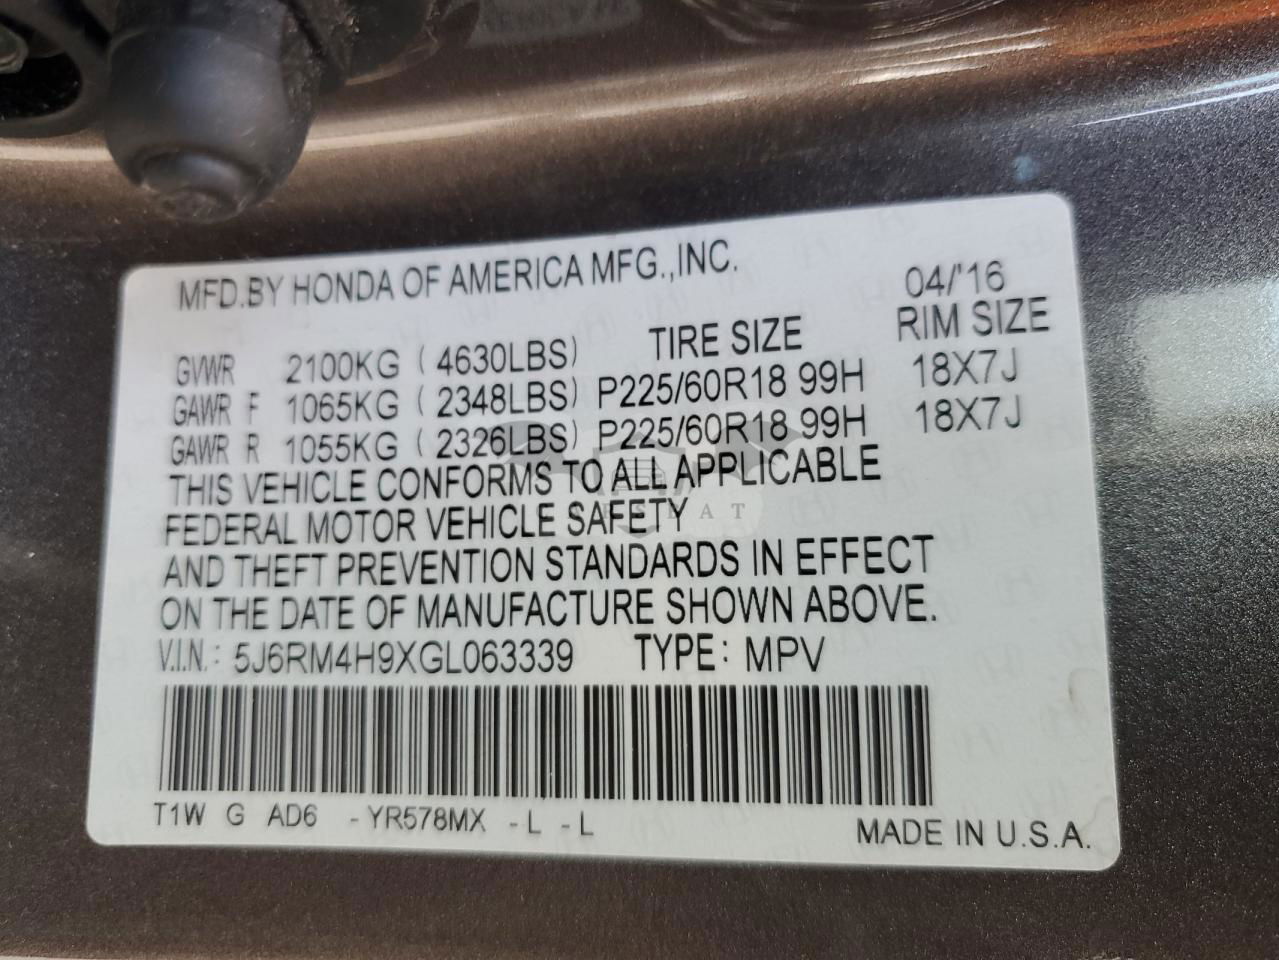 MFD.BY HONDA OF AMERICA MFG.,INC. 04/'16
GVWR 2100KG ( 4630LBS) TIRE SIZE RIM SIZE
GAWR F 1065KG ( 2348LBS) P225/60R18 99H 18X7J
GAWR R 1055KG ( 2326LBS) P225/60R18 99H 18X7J
THIS VEHICLE CONFORMS TO ALL APPLICABLE
FEDERAL MOTOR VEHICLE SAFETY
AND THEFT PREVENTION STANDARDS IN EFFECT
ON THE DATE OF MANUFACTURE SHOWN ABOVE.
V.I.N.: 5J6RM4H9XGL063339 TYPE: MPV
T1W G AD6 -YR578MX -L -L
MADE IN U.S.A.